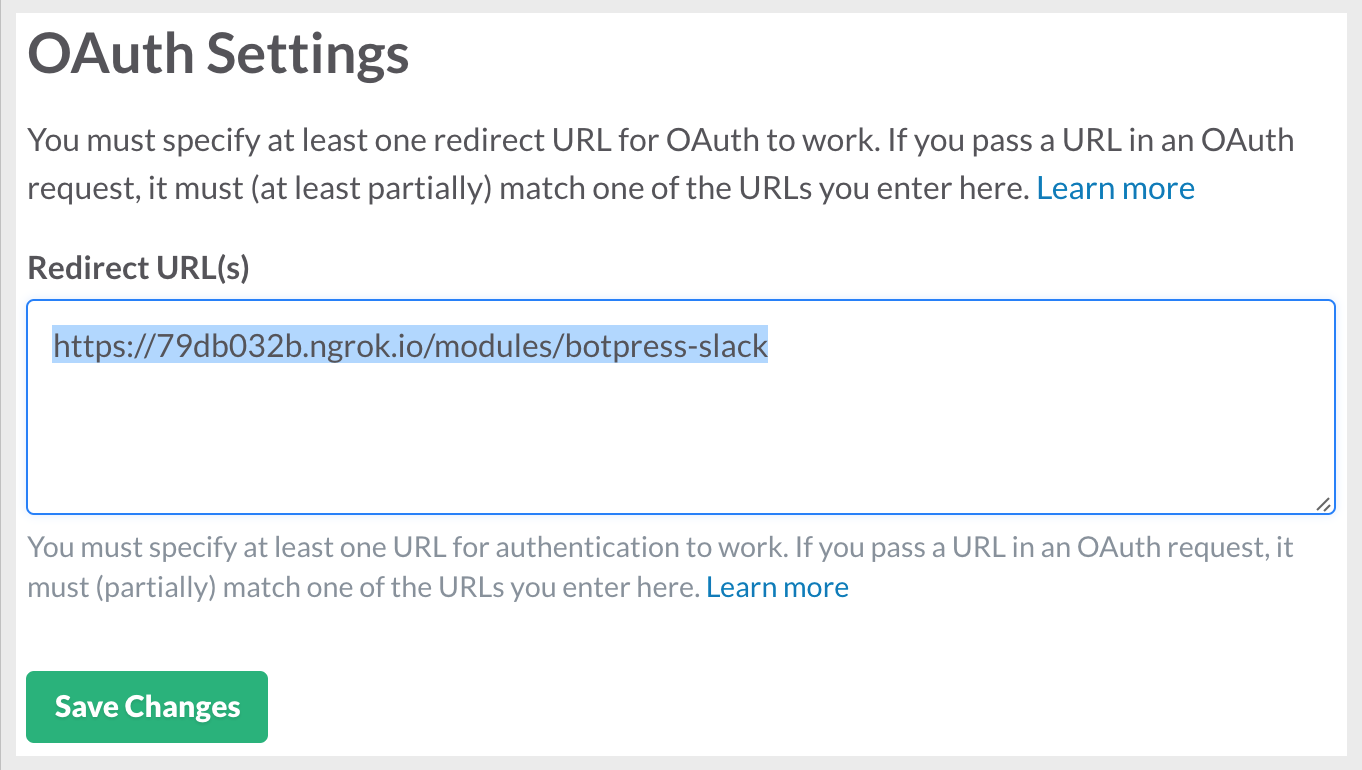 OAuth Settings
You must specify at least one redirect URL for OAuth to work. If you pass a URL in an OAuth
request, it must (at least partially) match one of the URLs you enter here. Learn more
Redirect URL(s)
https://79db032b.ngrok.io/modules/botpress-slack
You must specify at least one URL for authentication to work. If you pass a URL in an OAuth request, it
must (partially) match one of the URLs you enter here. Learn more
Save Changes